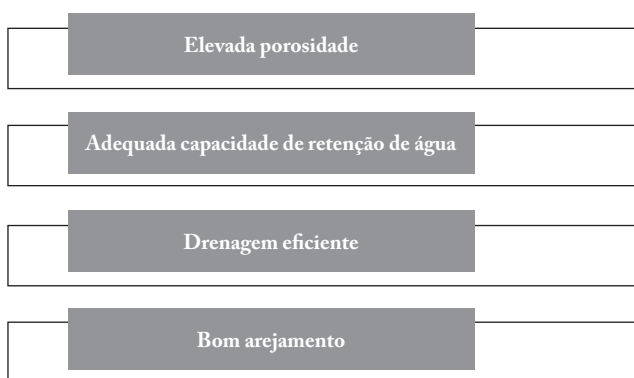 Elevada porosidade
Adequada capacidade de retenção de água
Drenagem eficiente
Bom arejamento